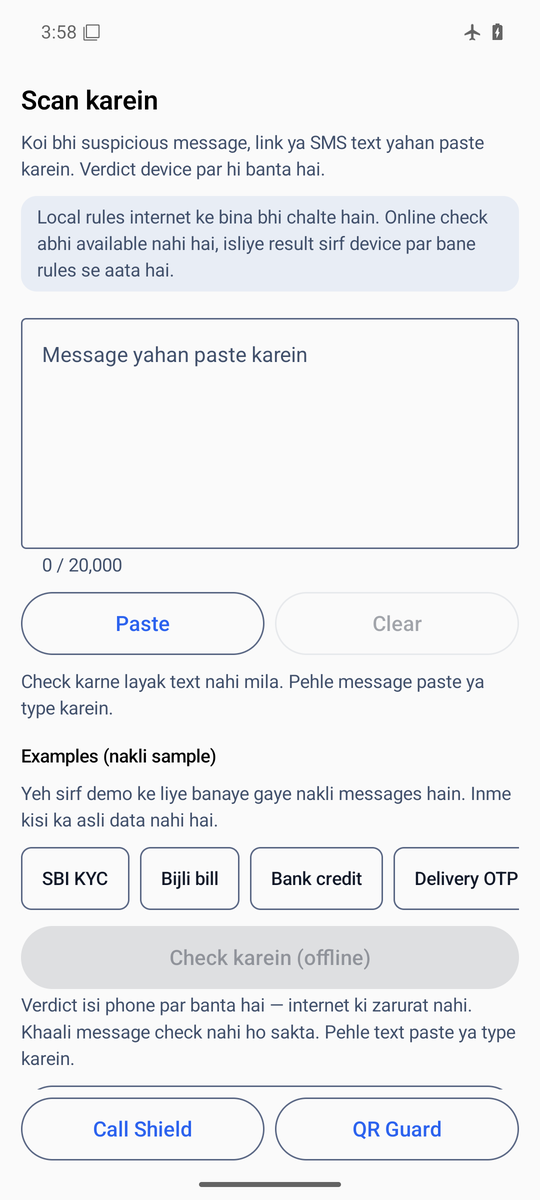 3:58
Scan karein
Koi bhi suspicious message, link ya SMS text yahan paste
karein. Verdict device par hi banta hai.
Local rules internet ke bina bhi chalte hain. Online check
abhi available nahi hai, isliye result sirf device par bane
rules se aata hai.
Message yahan paste karein
0 / 20,000
Paste
Clear
Check karne layak text nahi mila. Pehle message paste ya
type karein.
Examples (nakli sample)
Yeh sirf demo ke liye banaye gaye nakli messages hain. Inme
kisi ka asli data nahi hai.
SBI KYC
Bijli bill
Bank credit
Delivery OTP
Check karein (offline)
Verdict isi phone par banta hai — internet ki zarurat nahi.
Khaali message check nahi ho sakta. Pehle text paste ya type
karein.
Call Shield
QR Guard